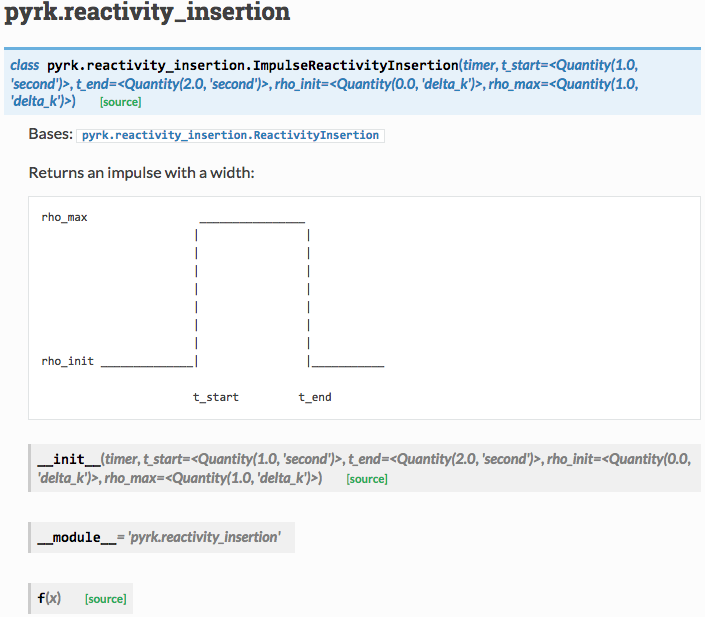 pyrk.reactivity_insertion
class pyrk.reactivity_insertion.ImpulseReactivityInsertion(timer, t_start=<Quantity(1.0,
'second')>, t_end=<Quantity(2.0, 'second')>, rho_init=<Quantity(0.0, 'delta_k')>, rho_max=<Quantity(1.0,
'delta_k')>) [source]
Bases: pyrk.reactivity_insertion.ReactivityInsertion
Returns an impulse with a width:
rho_max
rho_init
t_start t_end
__init__(timer, t_start=<Quantity(1.0, 'second')>, t_end=<Quantity(2.0, 'second')>, rho_init=<Quantity(0.0,
'delta_k')>, rho_max=<Quantity(1.0, 'delta_k')>) [source]
__module__= 'pyrk.reactivity_insertion'
f(x) [source]